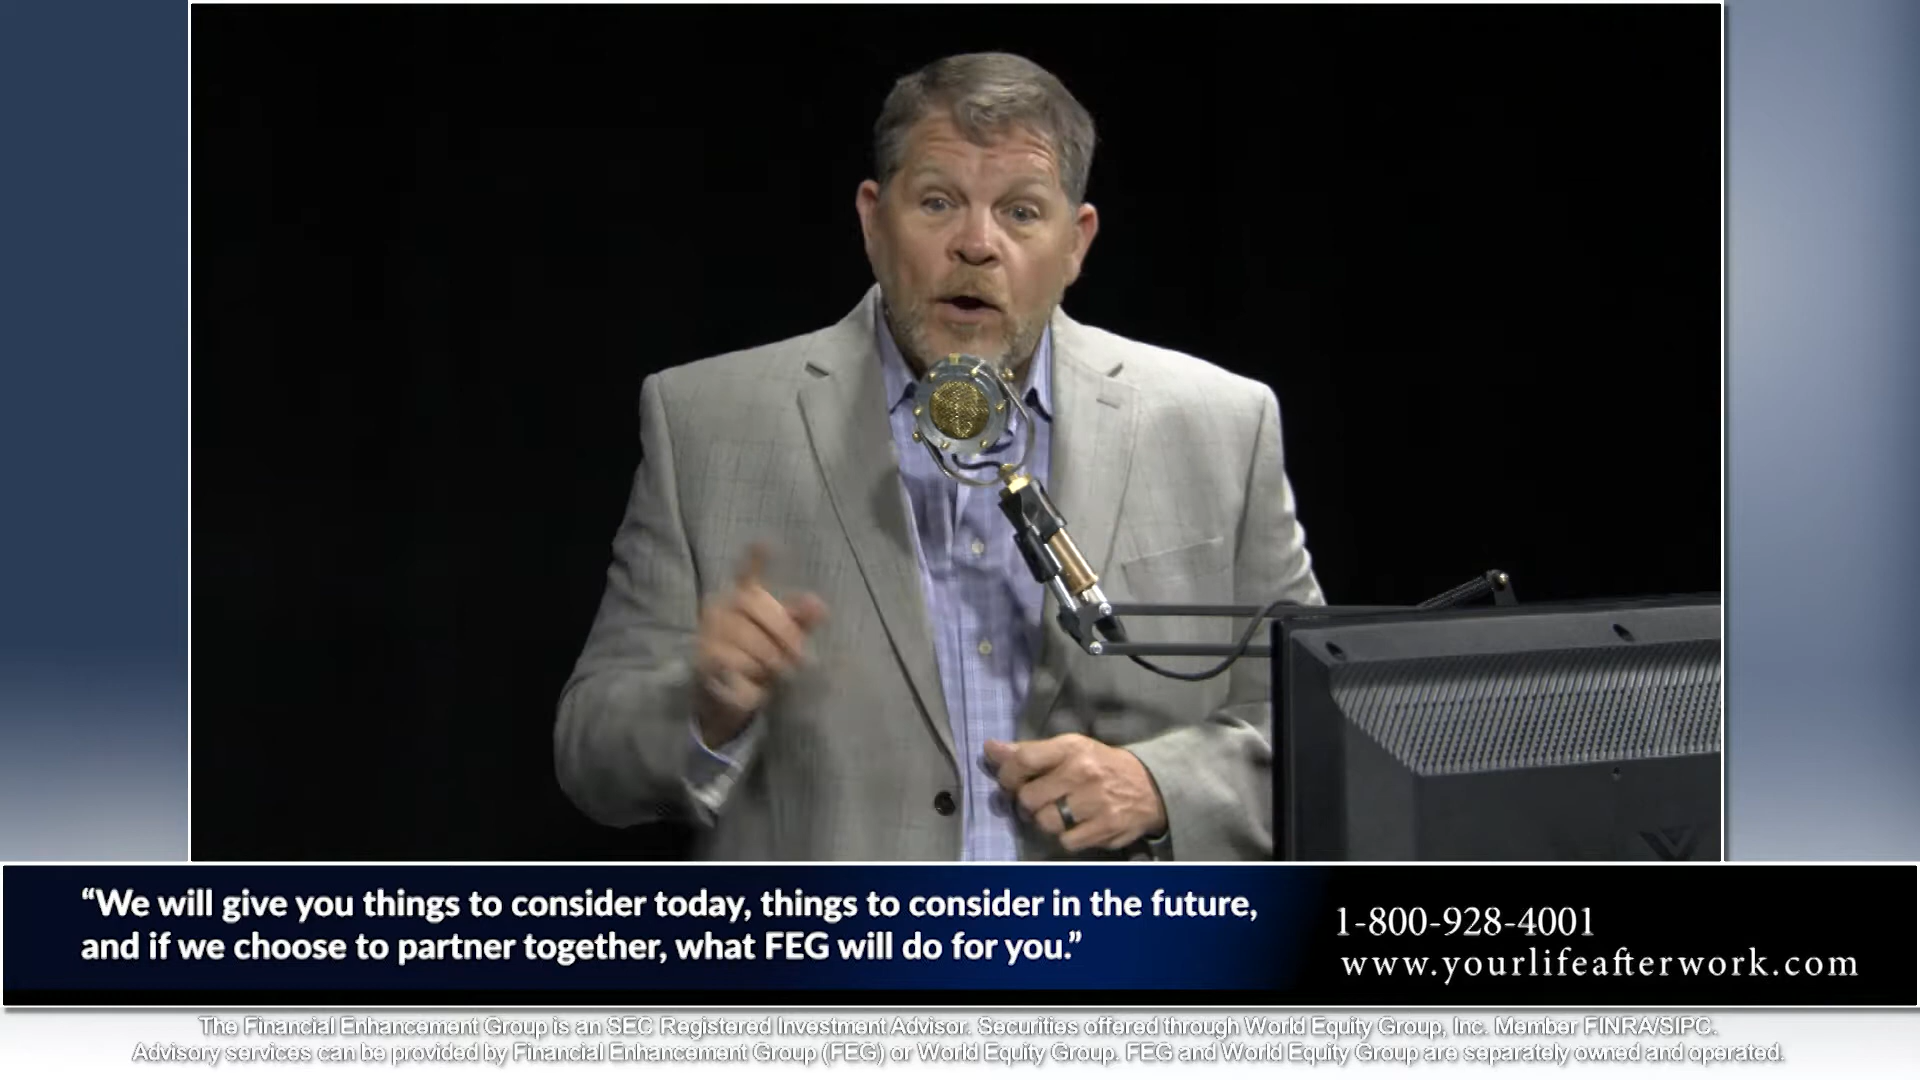 “We will give you things to consider today, things to consider in the future,
and if we choose to partner together, what FEG will do for you.”
1-800-928-4001
www.yourlifeafterwork.com
The Financial Enhancement Group is an SEC Registered Investment Advisor. Securities offered through World Equity Group, Inc. Member FINRA/SIPC.
Advisory services can be provided by Financial Enhancement Group (FEG) or World Equity Group. FEG and World Equity Group are separately owned and operated.